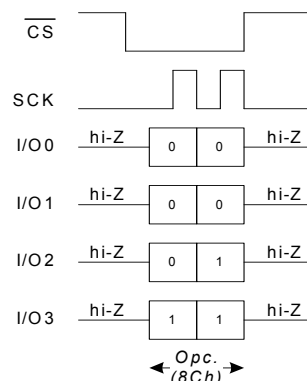 CS
SCK
I/O0 hi-Z 0 0 hi-Z
I/O1 hi-Z 0 0 hi-Z
I/O2 hi-Z 0 1 hi-Z
I/O3 hi-Z 1 1 hi-Z
Opc.
(8Ch)